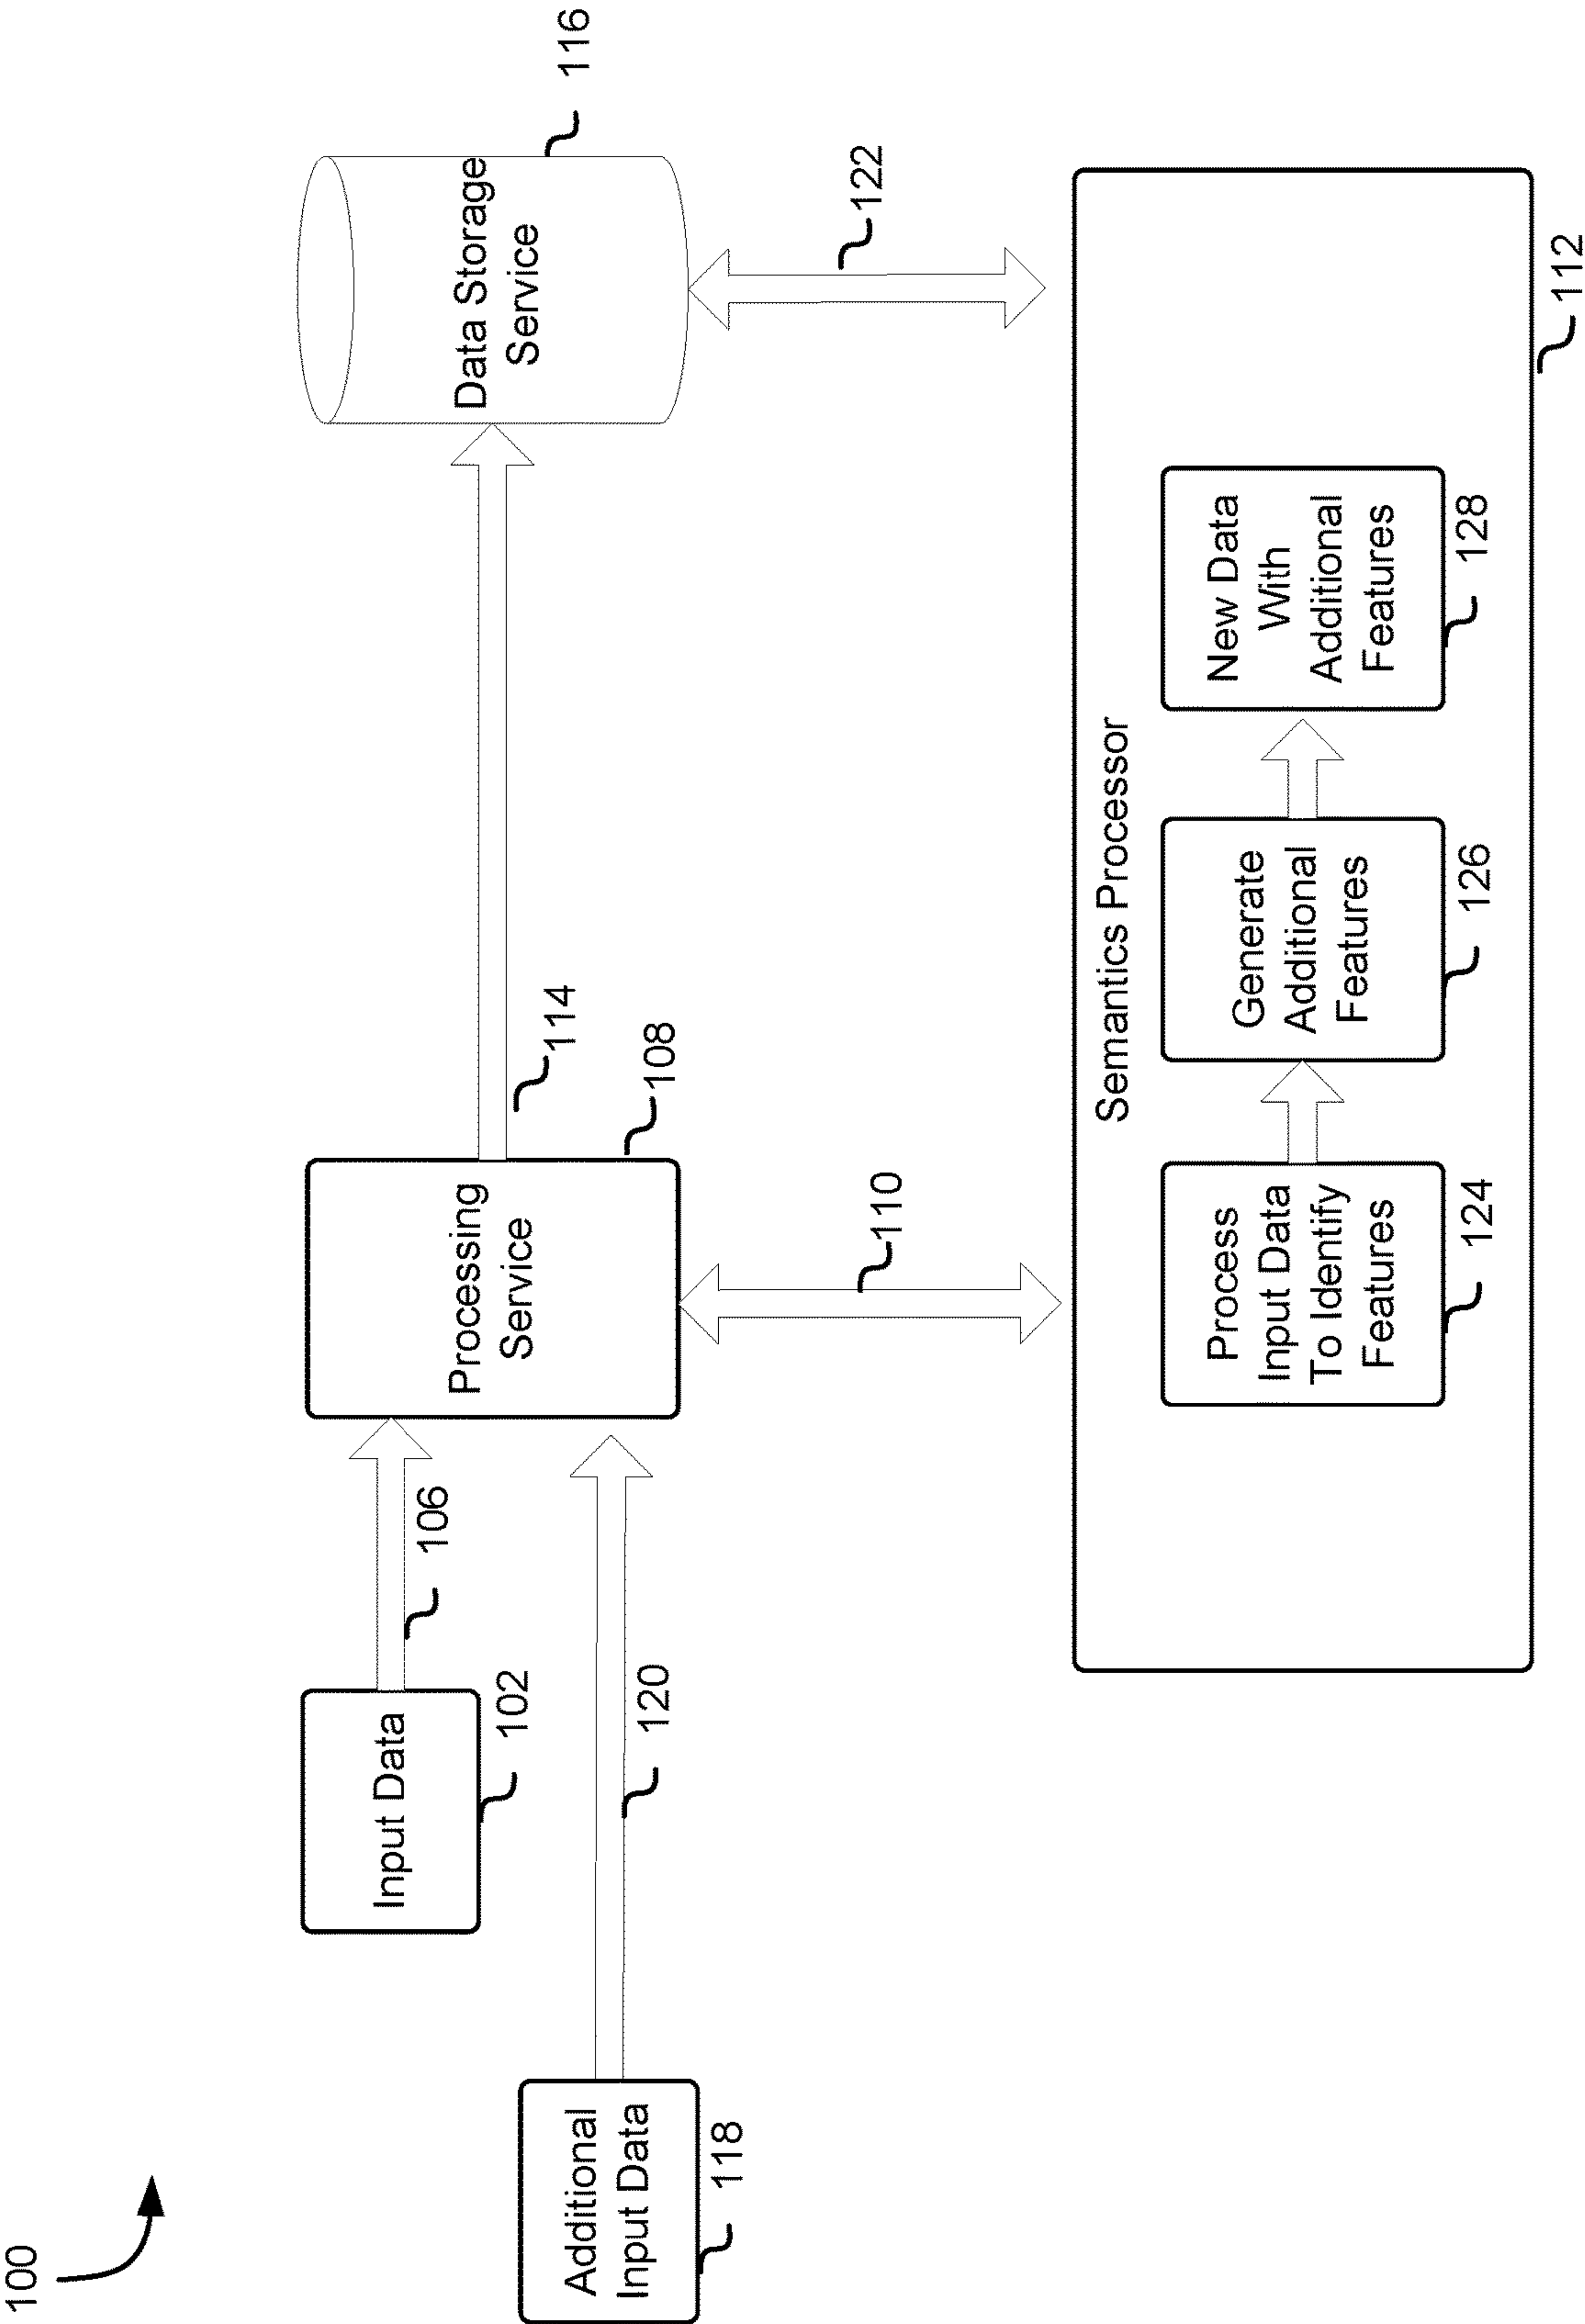 100
Input Data
102
106
Additional
Input Data
118
120
Processing
Service
108
114
110
Data Storage
Service
116
122
Semantics Processor
Process
Input Data
To Identify
Features
124
Generate
Additional
Features
126
New Data
With
Additional
Features
128
112